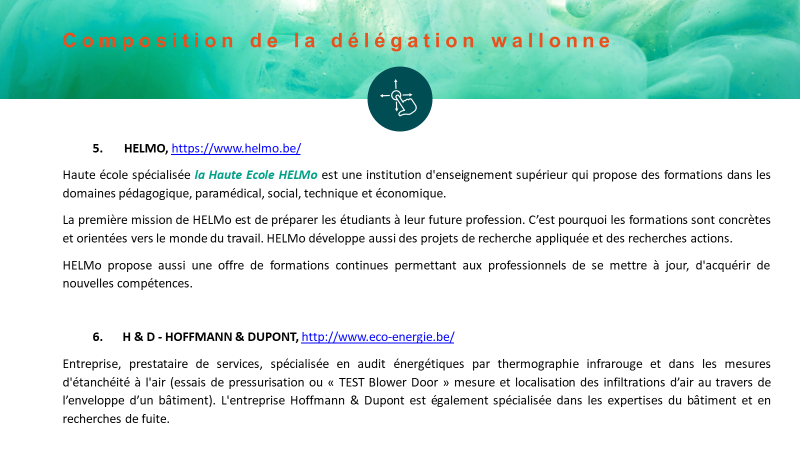 Composition de la délégation wallonne
5. HELMO, https://www.helmo.be/
Haute école spécialisée la Haute Ecole HELMo est une institution d'enseignement supérieur qui propose des formations dans les
domaines pédagogique, paramédical, social, technique et économique.
La première mission de HELMo est de préparer les étudiants à leur future profession. C’est pourquoi les formations sont concrètes
et orientées vers le monde du travail. HELMo développe aussi des projets de recherche appliquée et des recherches actions.
HELMo propose aussi une offre de formations continues permettant aux professionnels de se mettre à jour, d'acquérir de
nouvelles compétences.
6. H & D - HOFFMANN & DUPONT, http://www.eco-energie.be/
Entreprise, prestataire de services, spécialisée en audit énergétiques par thermographie infrarouge et dans les mesures
d'étanchéité à l'air (essais de pressurisation ou « TEST Blower Door » mesure et localisation des infiltrations d’air au travers de
l’enveloppe d’un bâtiment). L'entreprise Hoffmann & Dupont est également spécialisée dans les expertises du bâtiment et en
recherches de fuite.